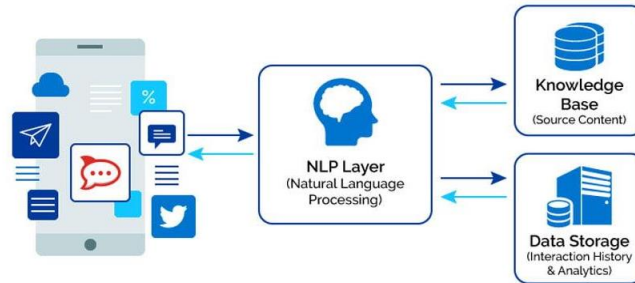 %
NLP Layer
(Natural Language
Processing)
Knowledge
Base
(Source Content)
Data Storage
(Interaction History
& Analytics)